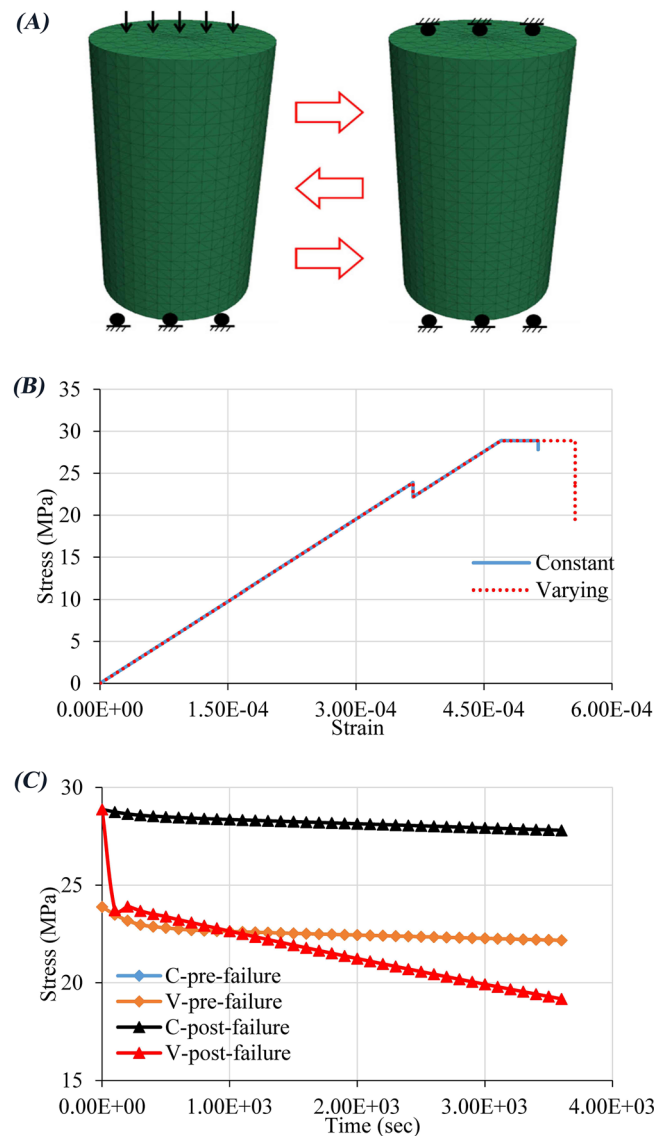 (A)
(B)
35
30
25
20
15
10
5
0
Stress (MPa)
Constant
Varying
0.00E+00 1.50E-04 3.00E-04 4.50E-04 6.00E-04
Strain
(C)
30
25
20
15
Stress (MPa)
C-pre-failure
V-pre-failure
C-post-failure
V-post-failure
0.00E+00 1.00E+03 2.00E+03 3.00E+03 4.00E+03
Time (sec)